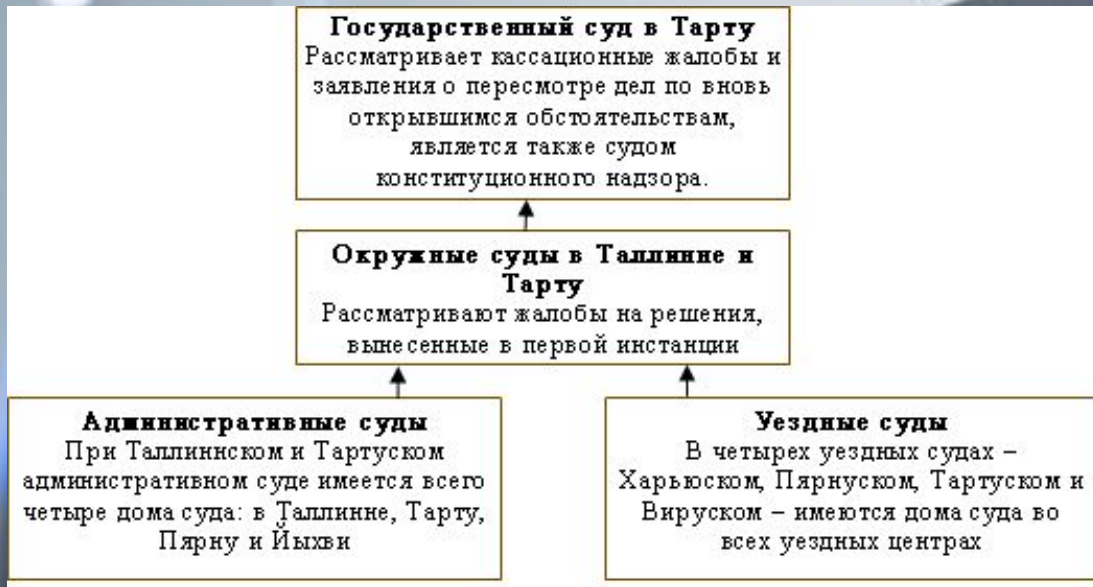 Государственный суд в Тарту
Рассматривает кассационные жалобы и
заявления о пересмотре дел по вновь
открывшимся обстоятельствам,
является также судом
конституционного надзора.
Окружные суды в Таллинне и
Тарту
Рассматривают жалобы на решения,
вынесенные в первой инстанции
Административные суды
При Таллиннском и Тартуском
административном суде имеется всего
четыре дома суда: в Таллинне, Тарту,
Пярну и Йыхви
Уездные суды
В четырех уездных судах –
Харьюском, Пярнуском, Тартуском и
Вируском – имеются дома суда во
всех уездных центрах